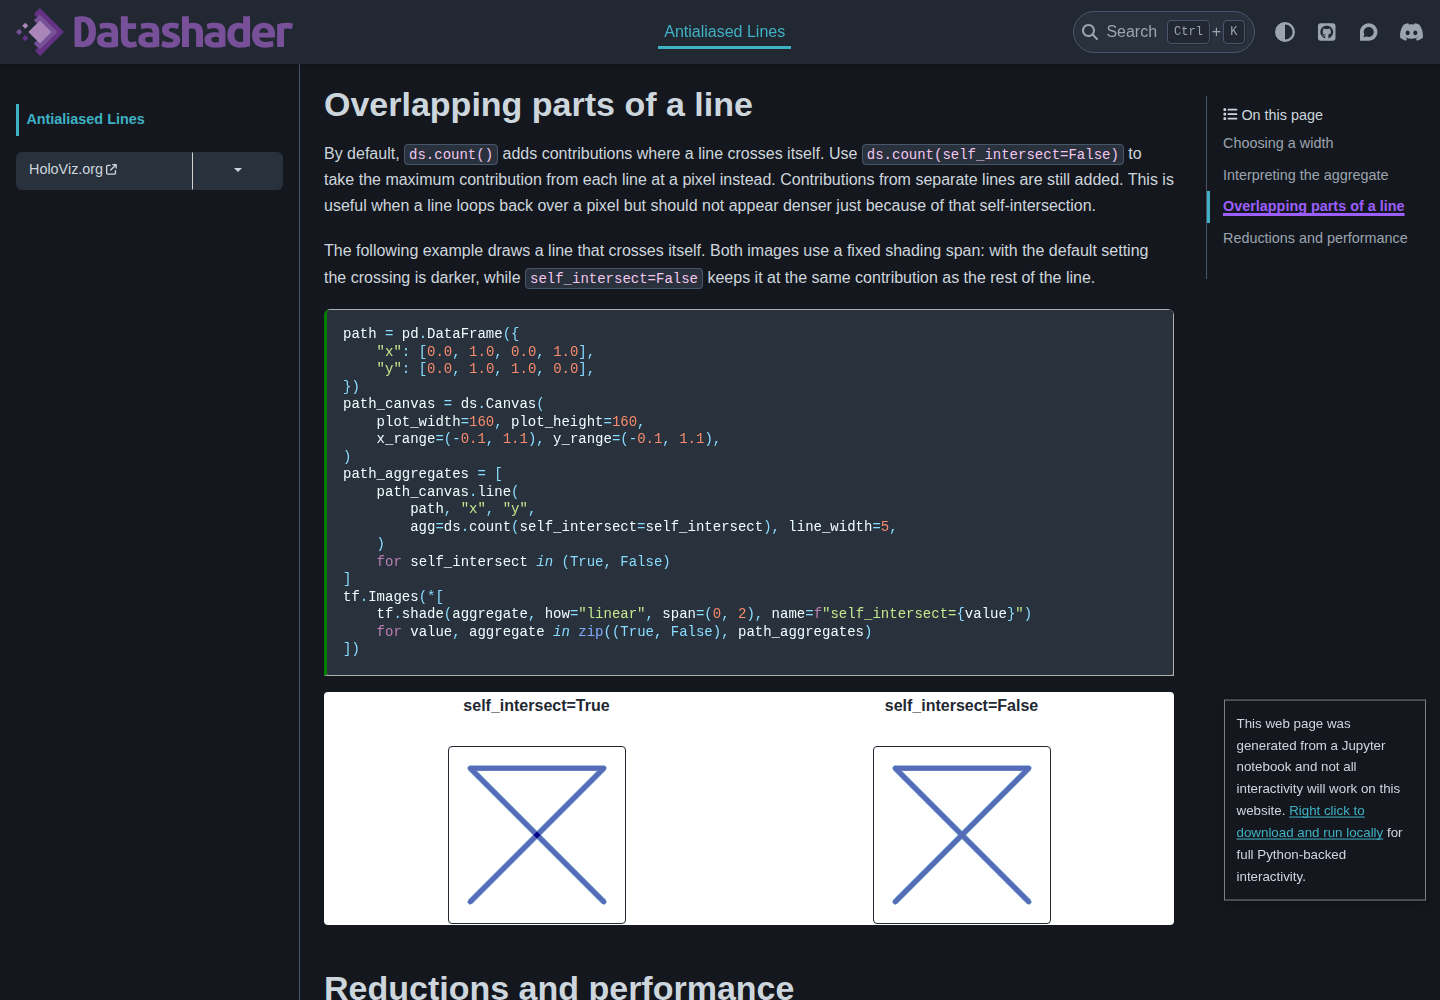 Datashader
Antialiased Lines
Search Ctrl + K
Antialiased Lines
HoloViz.org
Overlapping parts of a line
By default, ds.count() adds contributions where a line crosses itself. Use ds.count(self_intersect=False) to
take the maximum contribution from each line at a pixel instead. Contributions from separate lines are still added. This is
useful when a line loops back over a pixel but should not appear denser just because of that self-intersection.
The following example draws a line that crosses itself. Both images use a fixed shading span: with the default setting
the crossing is darker, while self_intersect=False keeps it at the same contribution as the rest of the line.
path = pd.DataFrame({
    "x": [0.0, 1.0, 0.0, 1.0],
    "y": [0.0, 1.0, 1.0, 0.0],
})
path_canvas = ds.Canvas(
    plot_width=160, plot_height=160,
    x_range=(-0.1, 1.1), y_range=(-0.1, 1.1),
)
path_aggregates = [
    path_canvas.line(
        path, "x", "y",
        agg=ds.count(self_intersect=self_intersect), line_width=5,
    )
    for self_intersect in (True, False)
]
tf.Images(*[
    tf.shade(aggregate, how="linear", span=(0, 2), name=f"self_intersect={value}")
    for value, aggregate in zip((True, False), path_aggregates)
])
self_intersect=True
self_intersect=False
Reductions and performance
On this page
Choosing a width
Interpreting the aggregate
Overlapping parts of a line
Reductions and performance
This web page was
generated from a Jupyter
notebook and not all
interactivity will work on this
website. Right click to
download and run locally for
full Python-backed
interactivity.